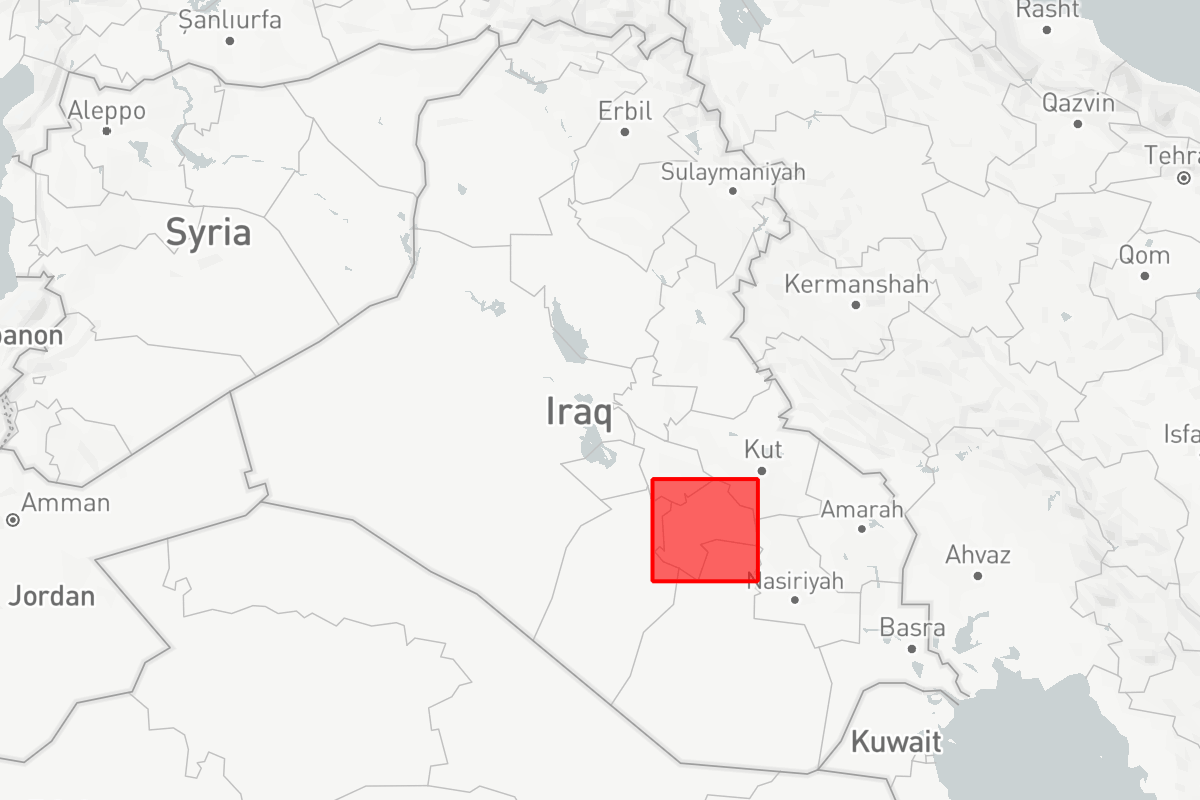 Rasht
Şanlıurfa
Aleppo
Erbil
Qazvin
Tehra
Sulaymaniyah
Syria
Qom
Kermanshah
banon
Iraq
Isfa
Kut
Amman
Amarah
Ahvaz
Jordan
Nasiriyah
Basra
Kuwait